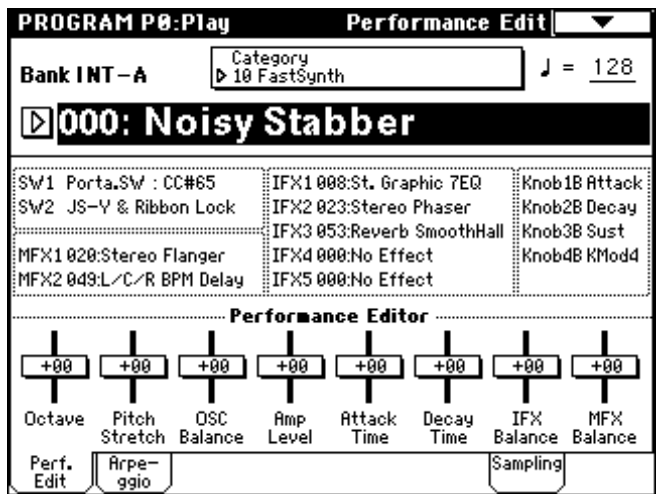 PROGRAM P0:Play Performance Edit
Category
Bank INT-A 10 FastSynth ♩ = 128
000: Noisy Stabber
SW1 Porta.SW : CC#65
SW2 JS-Y & Ribbon Lock
MFX1 020:Stereo Flanger
MFX2 049:L/C/R BPM Delay
IFX1 008:St. Graphic 7EQ
IFX2 023:Stereo Phaser
IFX3 053:Reverb SmoothHall
IFX4 000:No Effect
IFX5 000:No Effect
Knob1B Attack
Knob2B Decay
Knob3B Sust
Knob4B KMod4
Performance Editor
+00 +00 +00 +00 +00 +00 +00 +00
Octave Pitch OSC Amp Attack Decay IFX MFX
Stretch Balance Level Time Time Balance Balance
Perf. Arpe- Sampling
Edit ggio